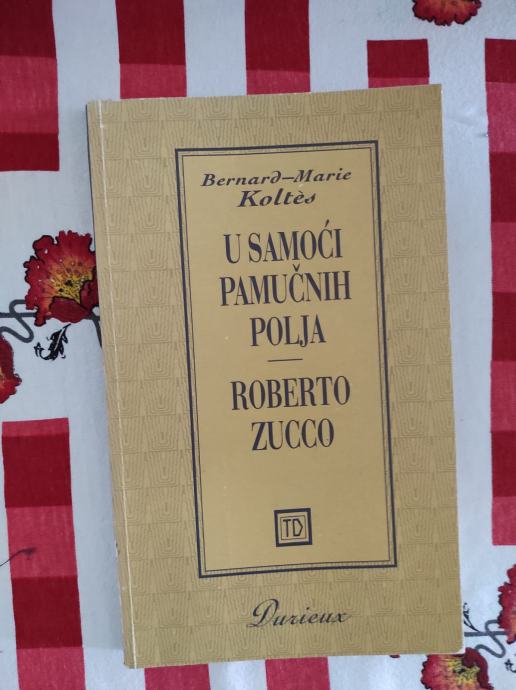 Bernard–Marie
Koltès
U SAMOĆI
PAMUČNIH
POLJA
ROBERTO
ZUCCO
TD
Durieux